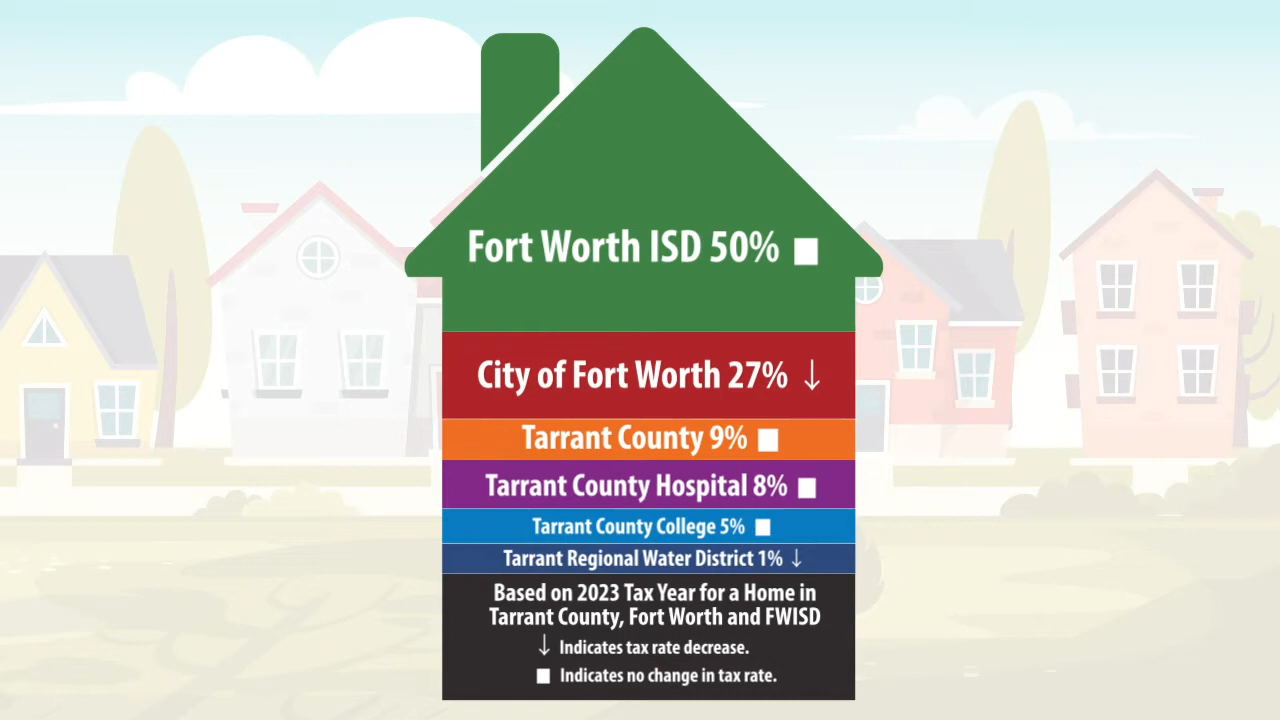 Fort Worth ISD 50% ■
City of Fort Worth 27% ↓
Tarrant County 9% ■
Tarrant County Hospital 8% ■
Tarrant County College 5% ■
Tarrant Regional Water District 1% ↓
Based on 2023 Tax Year for a Home in
Tarrant County, Fort Worth and FWISD
↓ Indicates tax rate decrease.
■ Indicates no change in tax rate.